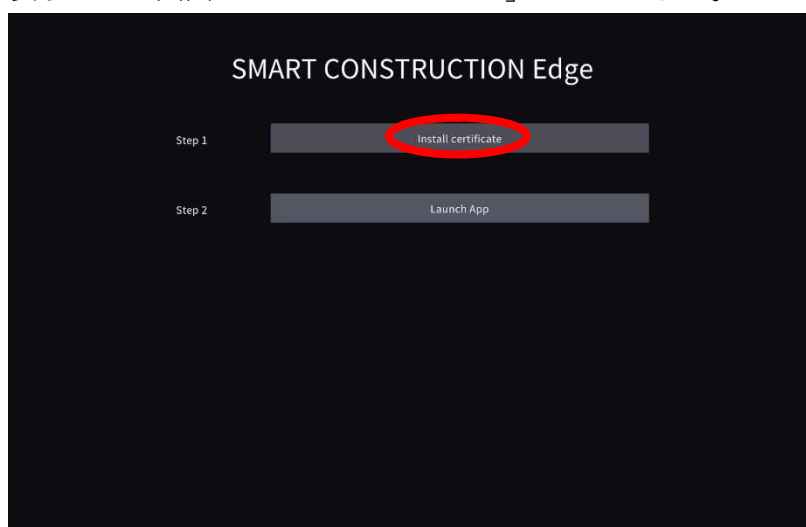 SMART CONSTRUCTION Edge
Step 1
Install certificate
Step 2
Launch App